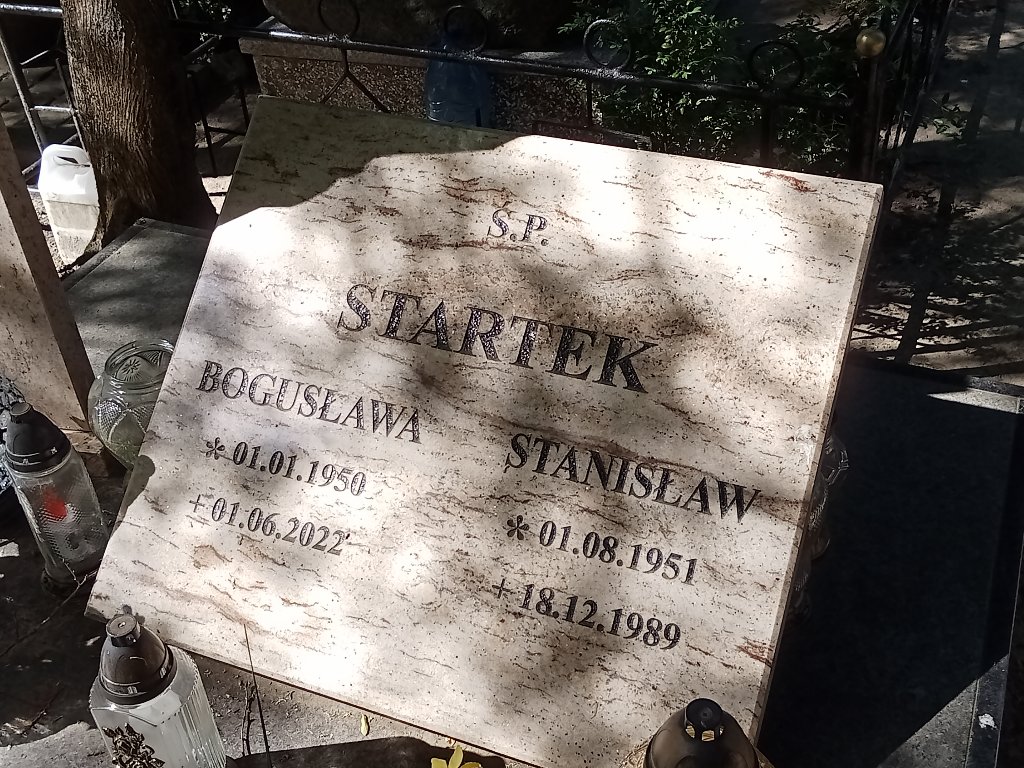 Ś.P.
STARTEK
BOGUSŁAWA
* 01.01.1950
+ 01.06.2022
STANISŁAW
* 01.08.1951
+ 18.12.1989